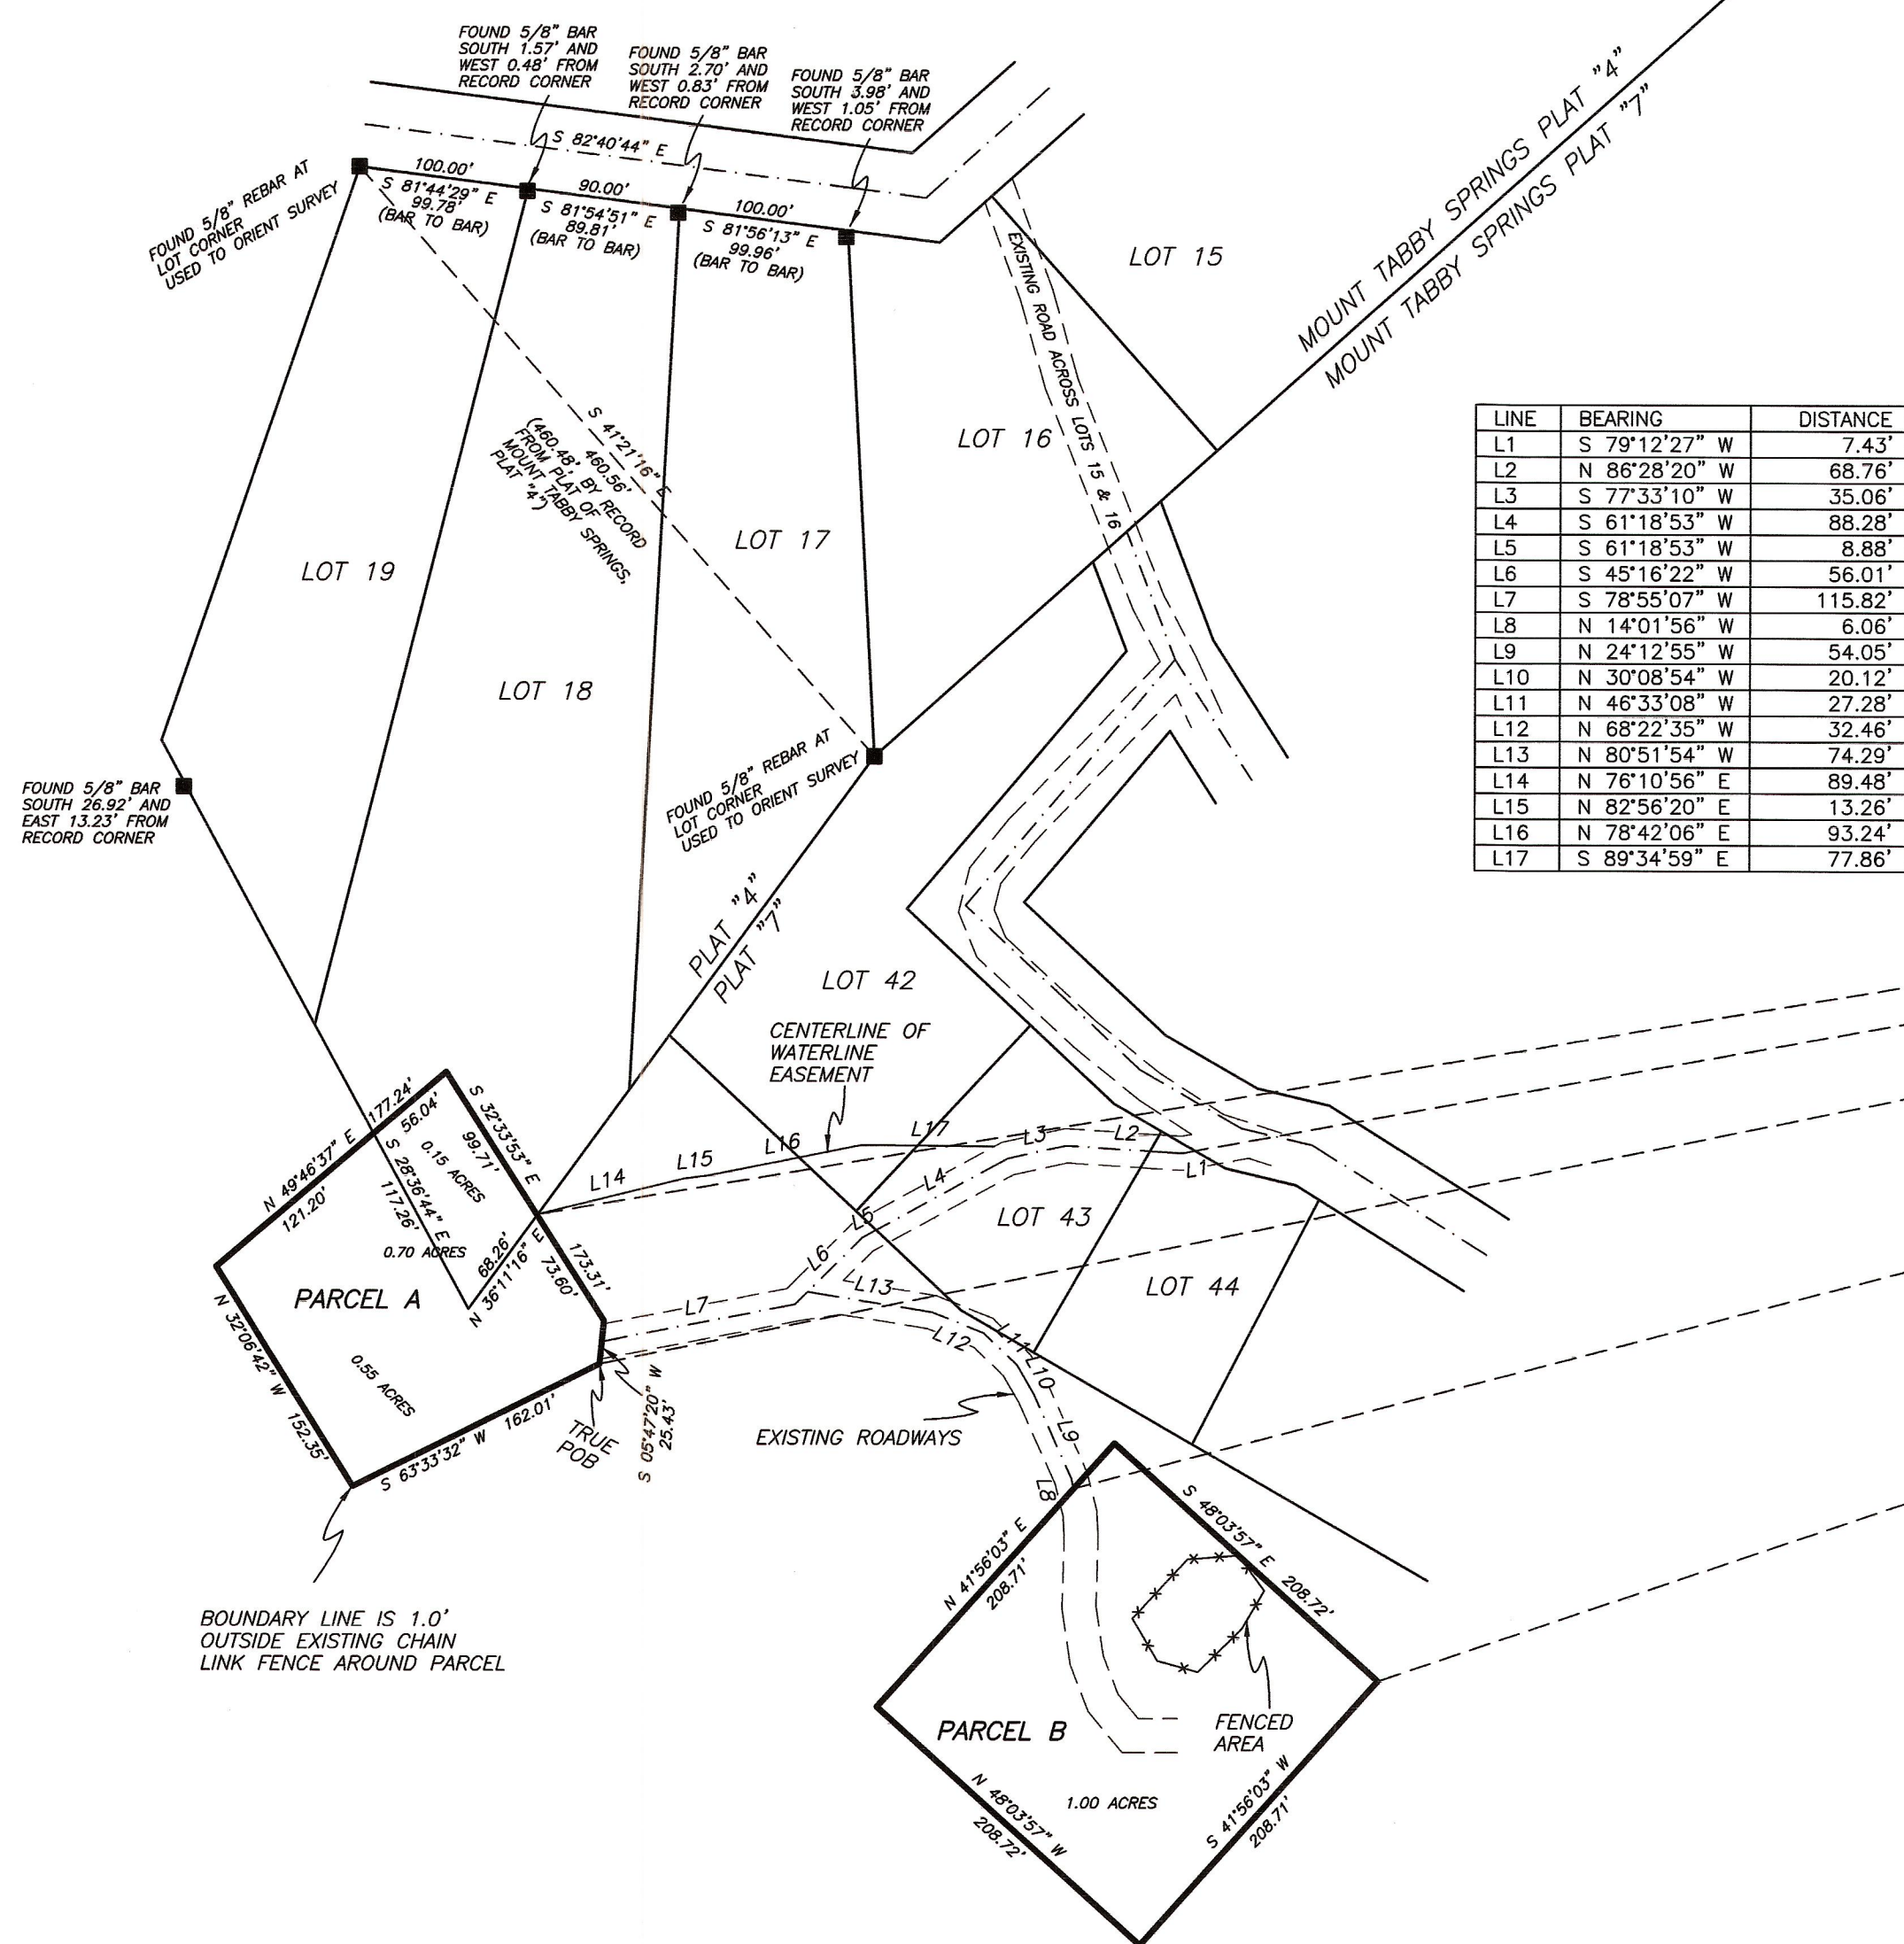 FOUND 5/8" BAR
SOUTH 1.57' AND
WEST 0.48' FROM
RECORD CORNER
FOUND 5/8" BAR
SOUTH 2.70' AND
WEST 0.83' FROM
RECORD CORNER
FOUND 5/8" BAR
SOUTH 3.98' AND
WEST 1.05' FROM
RECORD CORNER
S 82°40'44" E
FOUND 5/8" REBAR AT
LOT CORNER
USED TO ORIENT SURVEY
100.00'
S 81°44'29" E
99.78'
(BAR TO BAR)
90.00'
S 81°54'51" E
89.81'
(BAR TO BAR)
100.00'
S 81°56'13" E
99.96'
(BAR TO BAR)
EXISTING ROAD ACROSS LOTS 15 & 16
LOT 15
MOUNT TABBY SPRINGS PLAT "4"
MOUNT TABBY SPRINGS PLAT "7"
LOT 16
S 41°21'16" E
460.56'
(460.48', BY RECORD
FROM PLAT OF
MOUNT TABBY SPRINGS,
PLAT "4")
LOT 17
LOT 19
LOT 18
LINE BEARING DISTANCE
L1 S 79°12'27" W 7.43'
L2 N 86°28'20" W 68.76'
L3 S 77°33'10" W 35.06'
L4 S 61°18'53" W 88.28'
L5 S 61°18'53" W 8.88'
L6 S 45°16'22" W 56.01'
L7 S 78°55'07" W 115.82'
L8 N 14°01'56" W 6.06'
L9 N 24°12'55" W 54.05'
L10 N 30°08'54" W 20.12'
L11 N 46°33'08" W 27.28'
L12 N 68°22'35" W 32.46'
L13 N 80°51'54" W 74.29'
L14 N 76°10'56" E 89.48'
L15 N 82°56'20" E 13.26'
L16 N 78°42'06" E 93.24'
L17 S 89°34'59" E 77.86'
FOUND 5/8" BAR
SOUTH 26.92' AND
EAST 13.23' FROM
RECORD CORNER
FOUND 5/8" REBAR AT
LOT CORNER
USED TO ORIENT SURVEY
PLAT "4"
PLAT "7"
LOT 42
CENTERLINE OF
WATERLINE
EASEMENT
177.24'
56.04'
N 49°46'37" E
121.20'
S 32°33'53" E
99.71'
0.15 ACRES
S 28°36'44" E
117.26'
0.70 ACRES
68.26'
N 36°11'16" E
173.31'
73.60'
PARCEL A
N 32°06'42" W
152.35'
0.55 ACRES
S 63°33'32" W
162.01'
TRUE
POB
S 05°47'20" W
25.43'
L14
L15
L16
L17
L3
L2
L1
L4
L5
L6
L7
L13
L12
L11
L10
L9
L8
LOT 43
LOT 44
EXISTING ROADWAYS
BOUNDARY LINE IS 1.0'
OUTSIDE EXISTING CHAIN
LINK FENCE AROUND PARCEL
N 41°56'03" E
208.71'
S 48°03'57" E
208.72'
PARCEL B
FENCED
AREA
1.00 ACRES
N 48°03'57" W
208.72'
S 41°56'03" W
208.71'